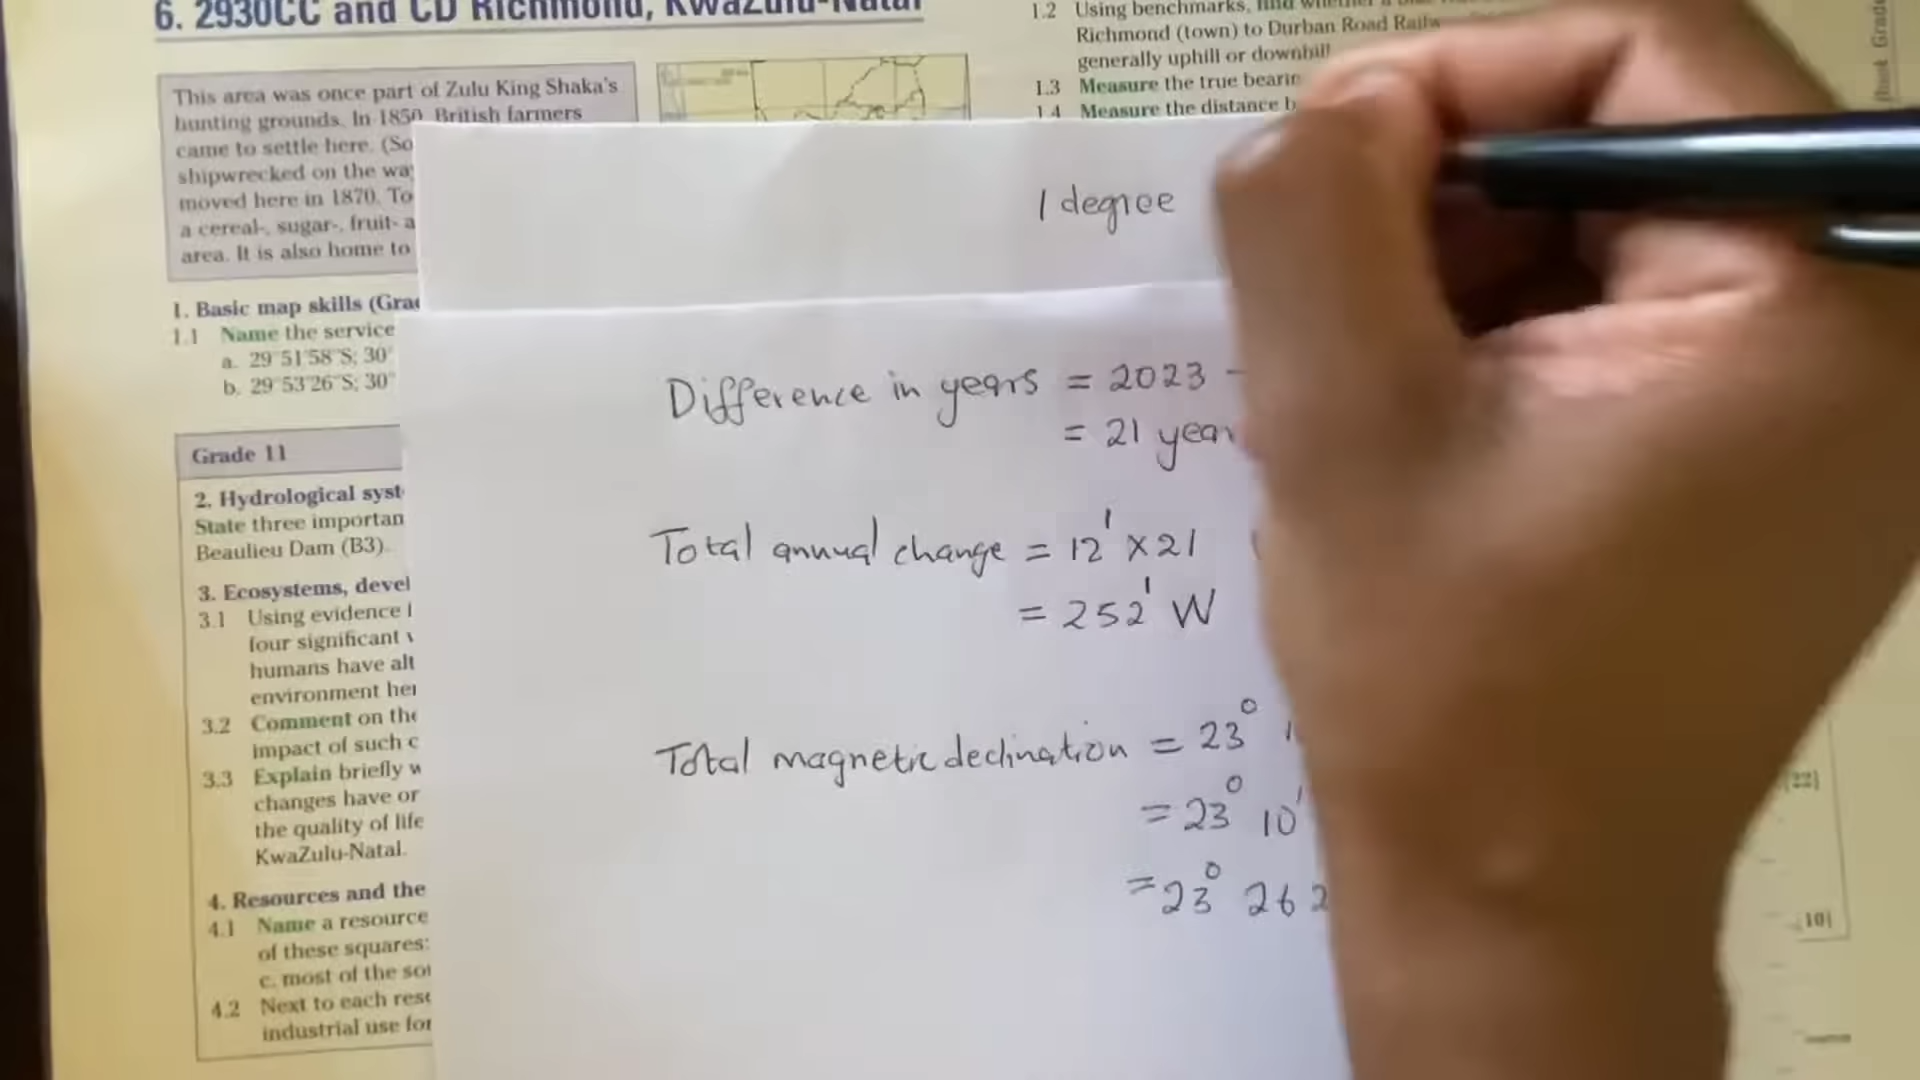 6. 2930CC and CD Richmond, KwaZulu-Natal
This area was once part of Zulu King Shaka's
hunting grounds. In 1850 British farmers
came to settle here. (So
shipwrecked on the wa
moved here in 1870. To
a cereal-, sugar-, fruit- a
area. It is also home to
1. Basic map skills (Gra
1.1 Name the service
a. 29°51'58"S; 30°
b. 29°53'26"S; 30°
Grade 11
2. Hydrological syst
State three importan
Beaulieu Dam (B3).
3. Ecosystems, devel
3.1 Using evidence
four significant
humans have alt
environment her
3.2 Comment on the
impact of such c
3.3 Explain briefly w
changes have or
the quality of life
KwaZulu-Natal.
4. Resources and the
4.1 Name a resource
of these squares:
c. most of the sou
4.2 Next to each res
industrial use for
1.2 Using benchmarks, find whether a
Richmond (town) to Durban Road Railw
generally uphill or downhill
1.3 Measure the true bearin
1.4 Measure the distance b
Grade
[22]
10]
1 degree
Difference in years = 2023 -
= 21 year
Total annual change = 12' x 21
= 252' W
Total magnetic declination = 23°
= 23° 10'
= 23° 262